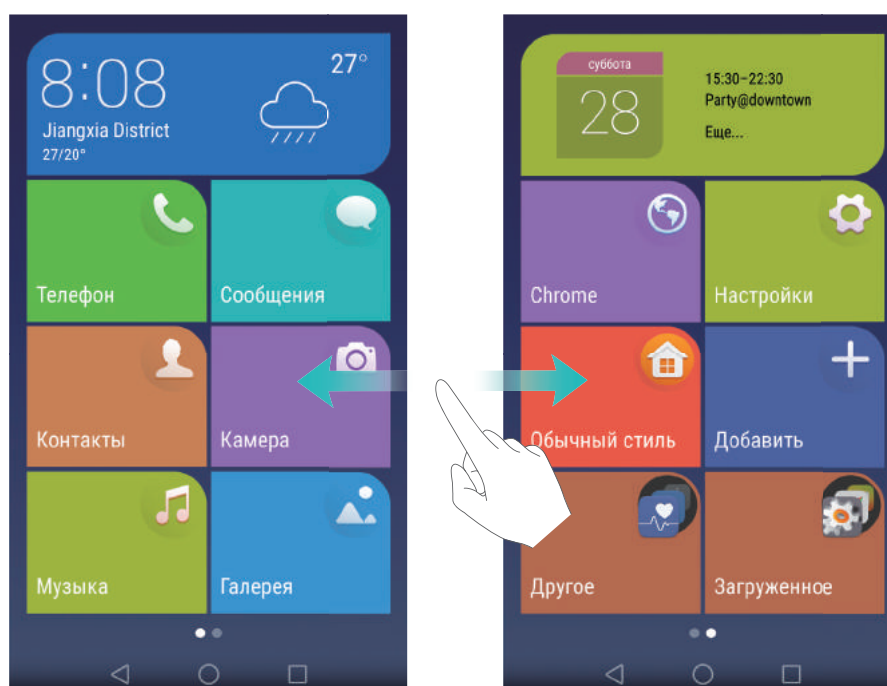 8:08
27°
Jiangxia District
27/20°
Телефон
Сообщения
Контакты
Камера
Музыка
Галерея
суббота
28
15:30–22:30
Party@downtown
Еще...
Chrome
Настройки
Обычный стиль
Добавить
Другое
Загруженное